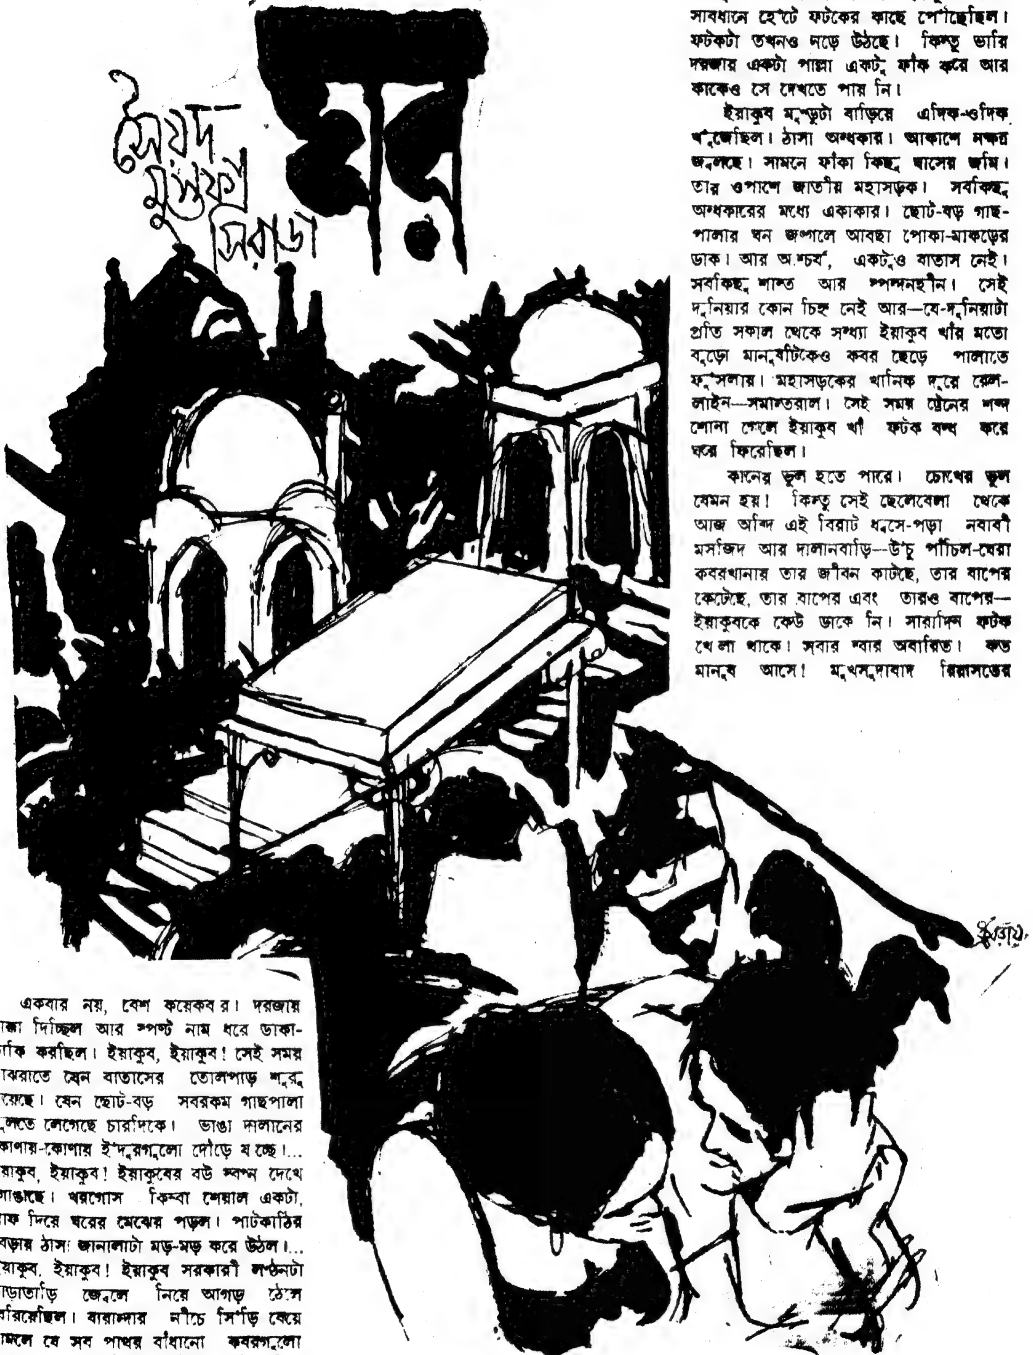 ঘর
সৈয়দ
মুস্তফা
সিরাজ
একবার নয়, বেশ কয়েকবার। দরজায়
দিচ্ছিল আর স্পষ্ট নাম ধরে ডাকা-
করছিল। ইয়াকুব, ইয়াকুব! সেই সময়
যেন বাতাসের তোলপাড় শুরু
যেন ছোট-বড় সবরকম গাছপালা
লেগেছে চারদিকে। ভাঙা দালানের
কোণায়-কোণায় ইঁদুরগুলো দৌড়ে যাচ্ছে।...
ইয়াকুব, ইয়াকুব! ইয়াকুবের বউ স্বপ্ন দেখে
খরগোস কিম্বা শেয়াল একটা,
দিয়ে ঘরের মেঝেয় পড়ল। পাটকাঠির
ঠাসা জানালাটা মড়-মড় করে উঠল।...
ইয়াকুব, ইয়াকুব! ইয়াকুব সরকারী লণ্ঠনটা
তাড়াতাড়ি জ্বেলে নিয়ে আগড় ঠেলে
বেরিয়েছিল। বারান্দার নীচে সিঁড়ি বেয়ে
নামলে যে সব পাথর বাঁধানো কবরগুলো
সাবধানে হেঁটে ফটকের কাছে পৌঁছেছিল।
ফটকটা তখনও নড়ে উঠছে। কিন্তু ভারি
দরজার একটা পাল্লা একটু ফাঁক করে আর
কাকেও সে দেখতে পায় নি।
ইয়াকুব মুণ্ডুটা বাড়িয়ে এদিক-ওদিক
খুঁজেছিল। ঠাসা অন্ধকার। আকাশে নক্ষত্র
জ্বলছে। সামনে ফাঁকা কিছু ঘাসের জমি।
তার ওপাশে জাতীয় মহাসড়ক। সবকিছু
অন্ধকারের মধ্যে একাকার। ছোট-বড় গাছ-
পালার ঘন জঙ্গলে আবছা পোকা-মাকড়ের
ডাক। আর আশ্চর্য, একটুও বাতাস নেই।
সবকিছু শান্ত আর স্পন্দনহীন। সেই
দুনিয়ার কোন চিহ্ন নেই আর—যে-দুনিয়াটা
প্রতি সকাল থেকে সন্ধ্যা ইয়াকুব খাঁর মতো
বুড়ো মানুষটিকেও কবর ছেড়ে পালাতে
ফুঁসলায়। মহাসড়কের খানিক দূরে রেল-
লাইন—সমান্তরাল। সেই সময় ট্রেনের শব্দ
শোনা গেলে ইয়াকুব খাঁ ফটক বন্ধ করে
ঘরে ফিরেছিল।
কানের ভুল হতে পারে। চোখের ভুল
যেমন হয়! কিন্তু সেই ছেলেবেলা থেকে
আজ অব্দি এই বিরাট ধ্বসে-পড়া নবাবী
মসজিদ আর দালানবাড়ি—উঁচু পাঁচিল-ঘেরা
কবরখানায় তার জীবন কাটছে, তার বাপের
কেটেছে, তার বাপের এবং তারও বাপের—
ইয়াকুবকে কেউ ডাকে নি। সারাদিন ফটক
খোলা থাকে। সবার দ্বার অবারিত। কত
মানুষ আসে! মুখসুদাবাদ রিয়াসতের